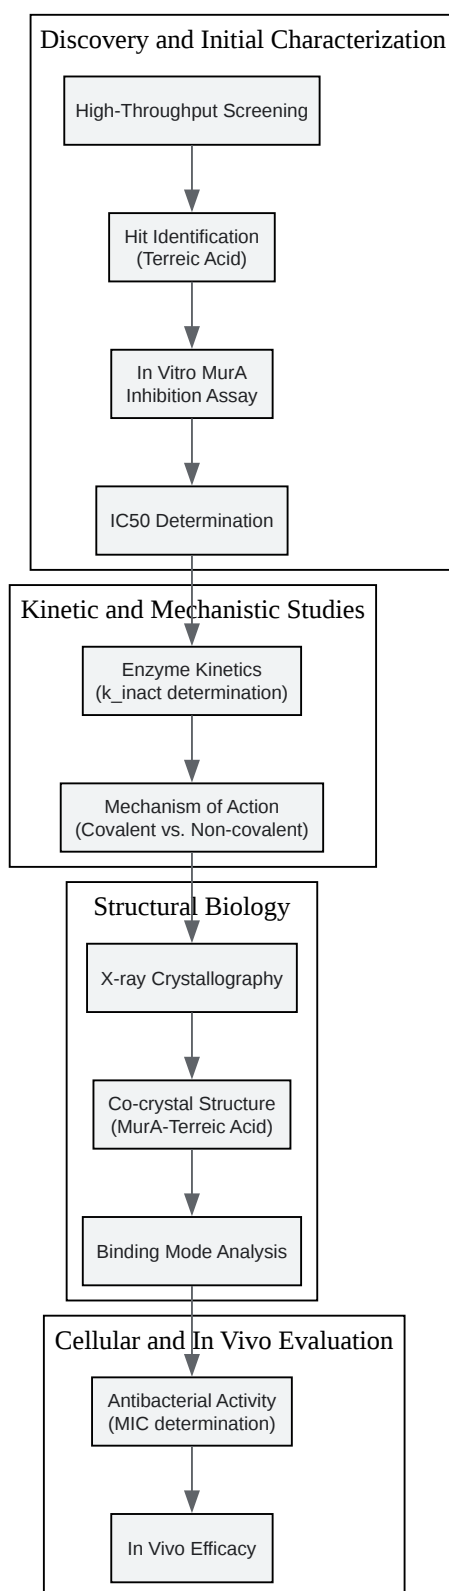 Discovery and Initial Characterization
High-Throughput Screening
Hit Identification
(Terreic Acid)
In Vitro MurA
Inhibition Assay
IC50 Determination
Kinetic and Mechanistic Studies
Enzyme Kinetics
(k_inact determination)
Mechanism of Action
(Covalent vs. Non-covalent)
Structural Biology
X-ray Crystallography
Co-crystal Structure
(MurA-Terreic Acid)
Binding Mode Analysis
Cellular and In Vivo Evaluation
Antibacterial Activity
(MIC determination)
In Vivo Efficacy